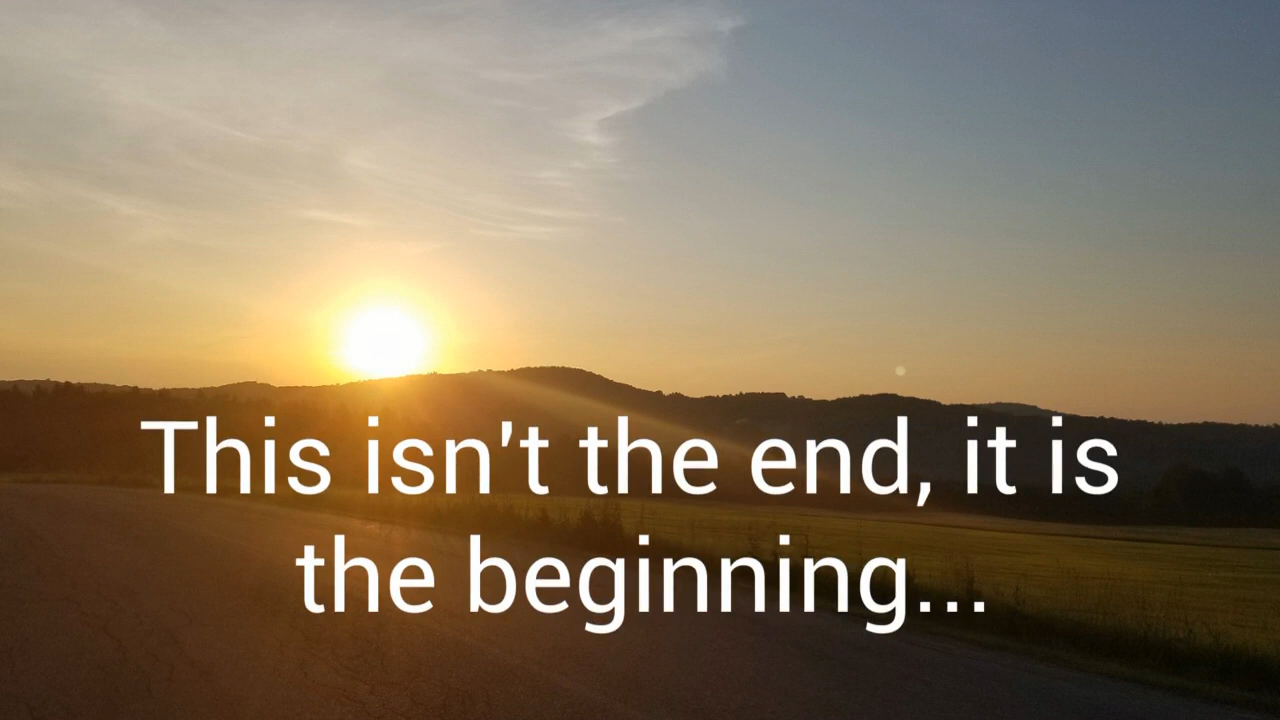 This isn't the end, it is
the beginning...